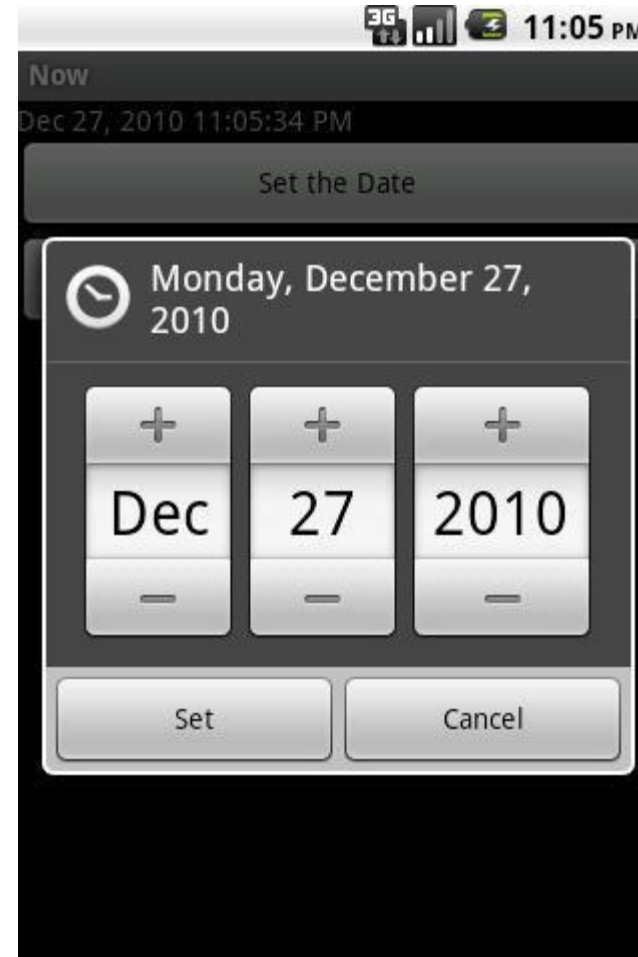 3G 11:05 PM
Now
Dec 27, 2010 11:05:34 PM
Set the Date
Monday, December 27,
2010
+ + +
Dec 27 2010
— — —
Set Cancel